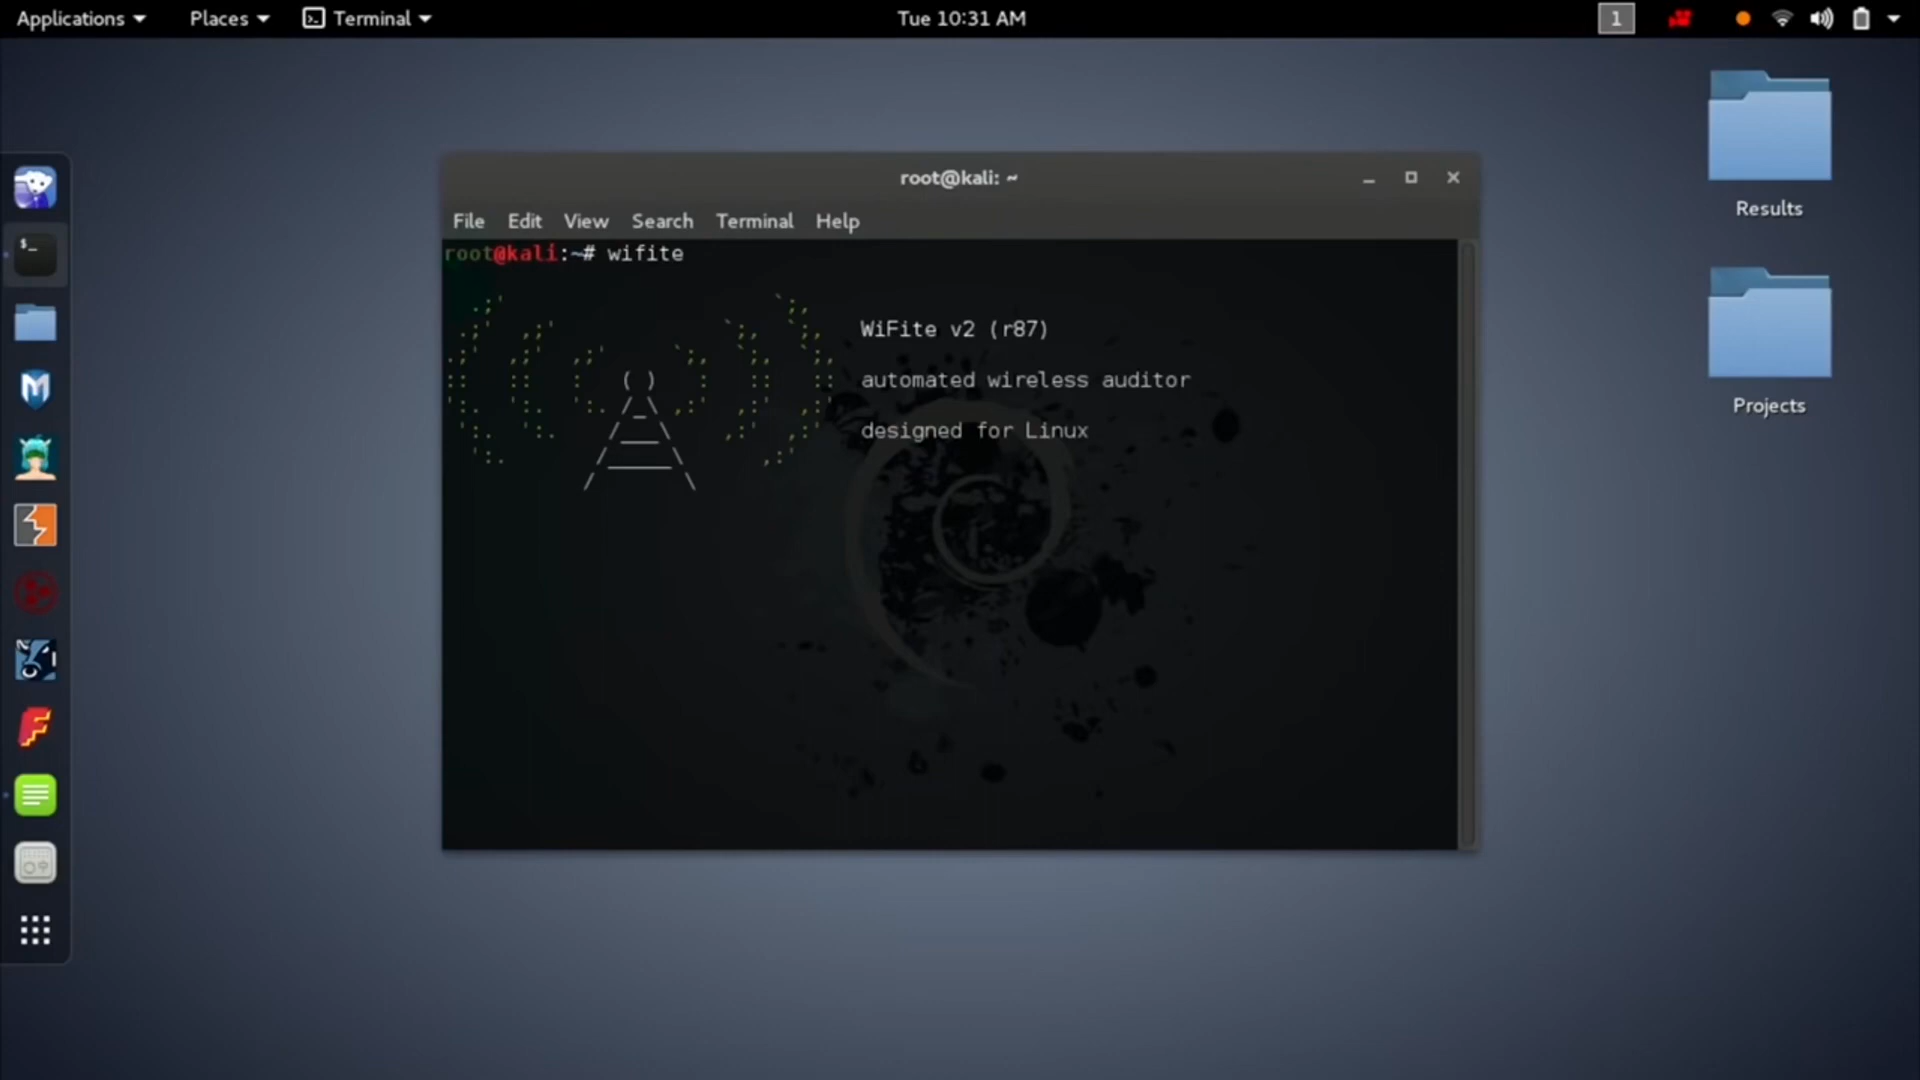 Applications Places Terminal Tue 10:31 AM 1
Results
Projects
root@kali: ~
File Edit View Search Terminal Help
root@kali:~# wifite
WiFite v2 (r87)
automated wireless auditor
designed for Linux